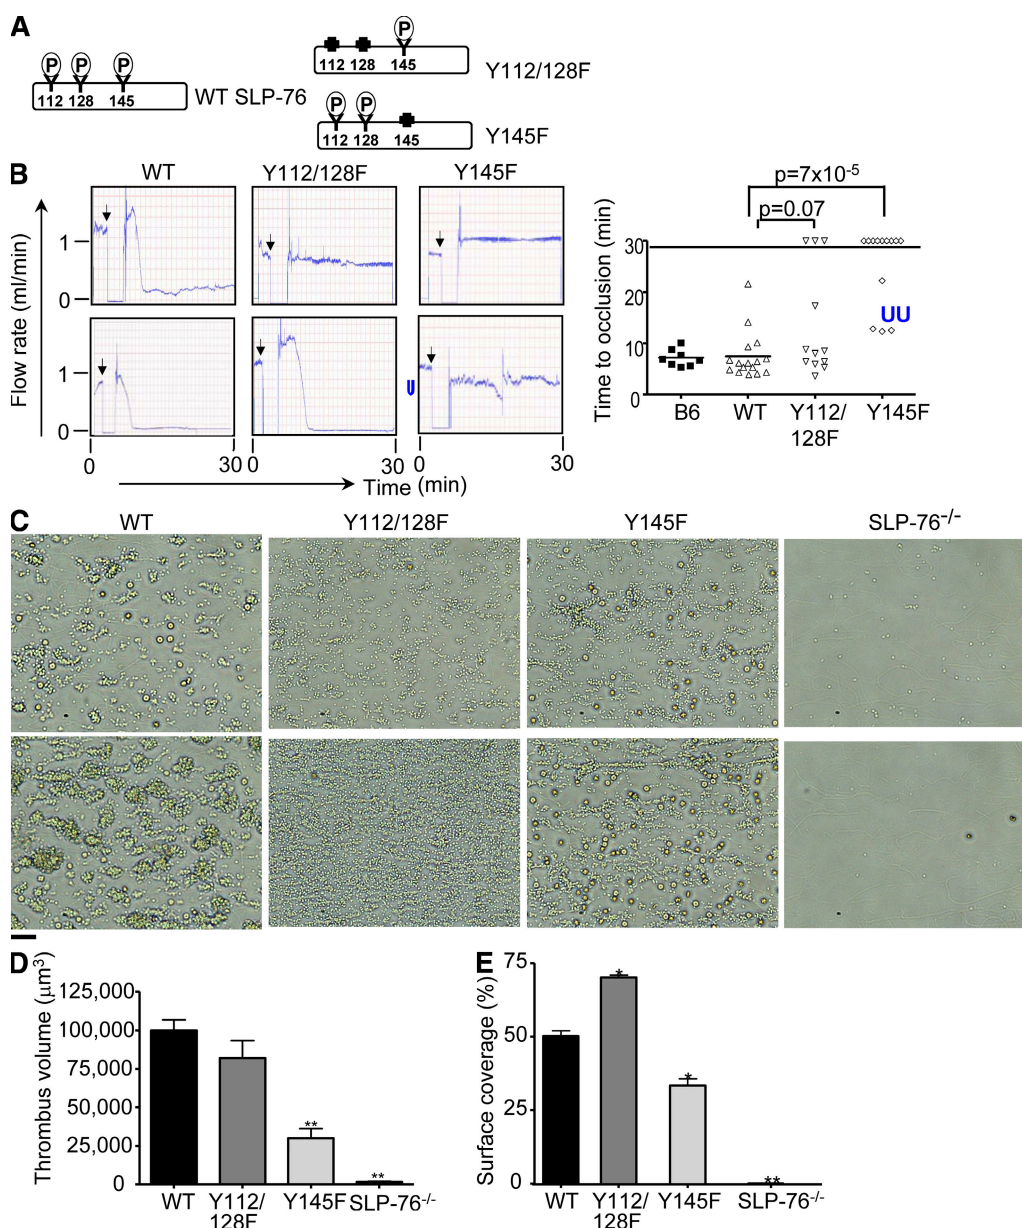 A
P P P
112 128 145
WT SLP-76
P
112 128 145
Y112/128F
P P
112 128 145
Y145F
B
WT Y112/128F Y145F
Flow rate (ml/min)
1
0
1
0
0 30 0 30 0 30
Time (min)
U
p=7x10-5
p=0.07
Time to occlusion (min)
30
20
10
0
UU
B6 WT Y112/128F Y145F
C
WT Y112/128F Y145F SLP-76-/-
D
Thrombus volume (μm3)
125,000
100,000
75,000
50,000
25,000
0
** **
WT Y112/128F Y145F SLP-76-/-
E
Surface coverage (%)
75
50
25
0
* * **
WT Y112/128F Y145F SLP-76-/-